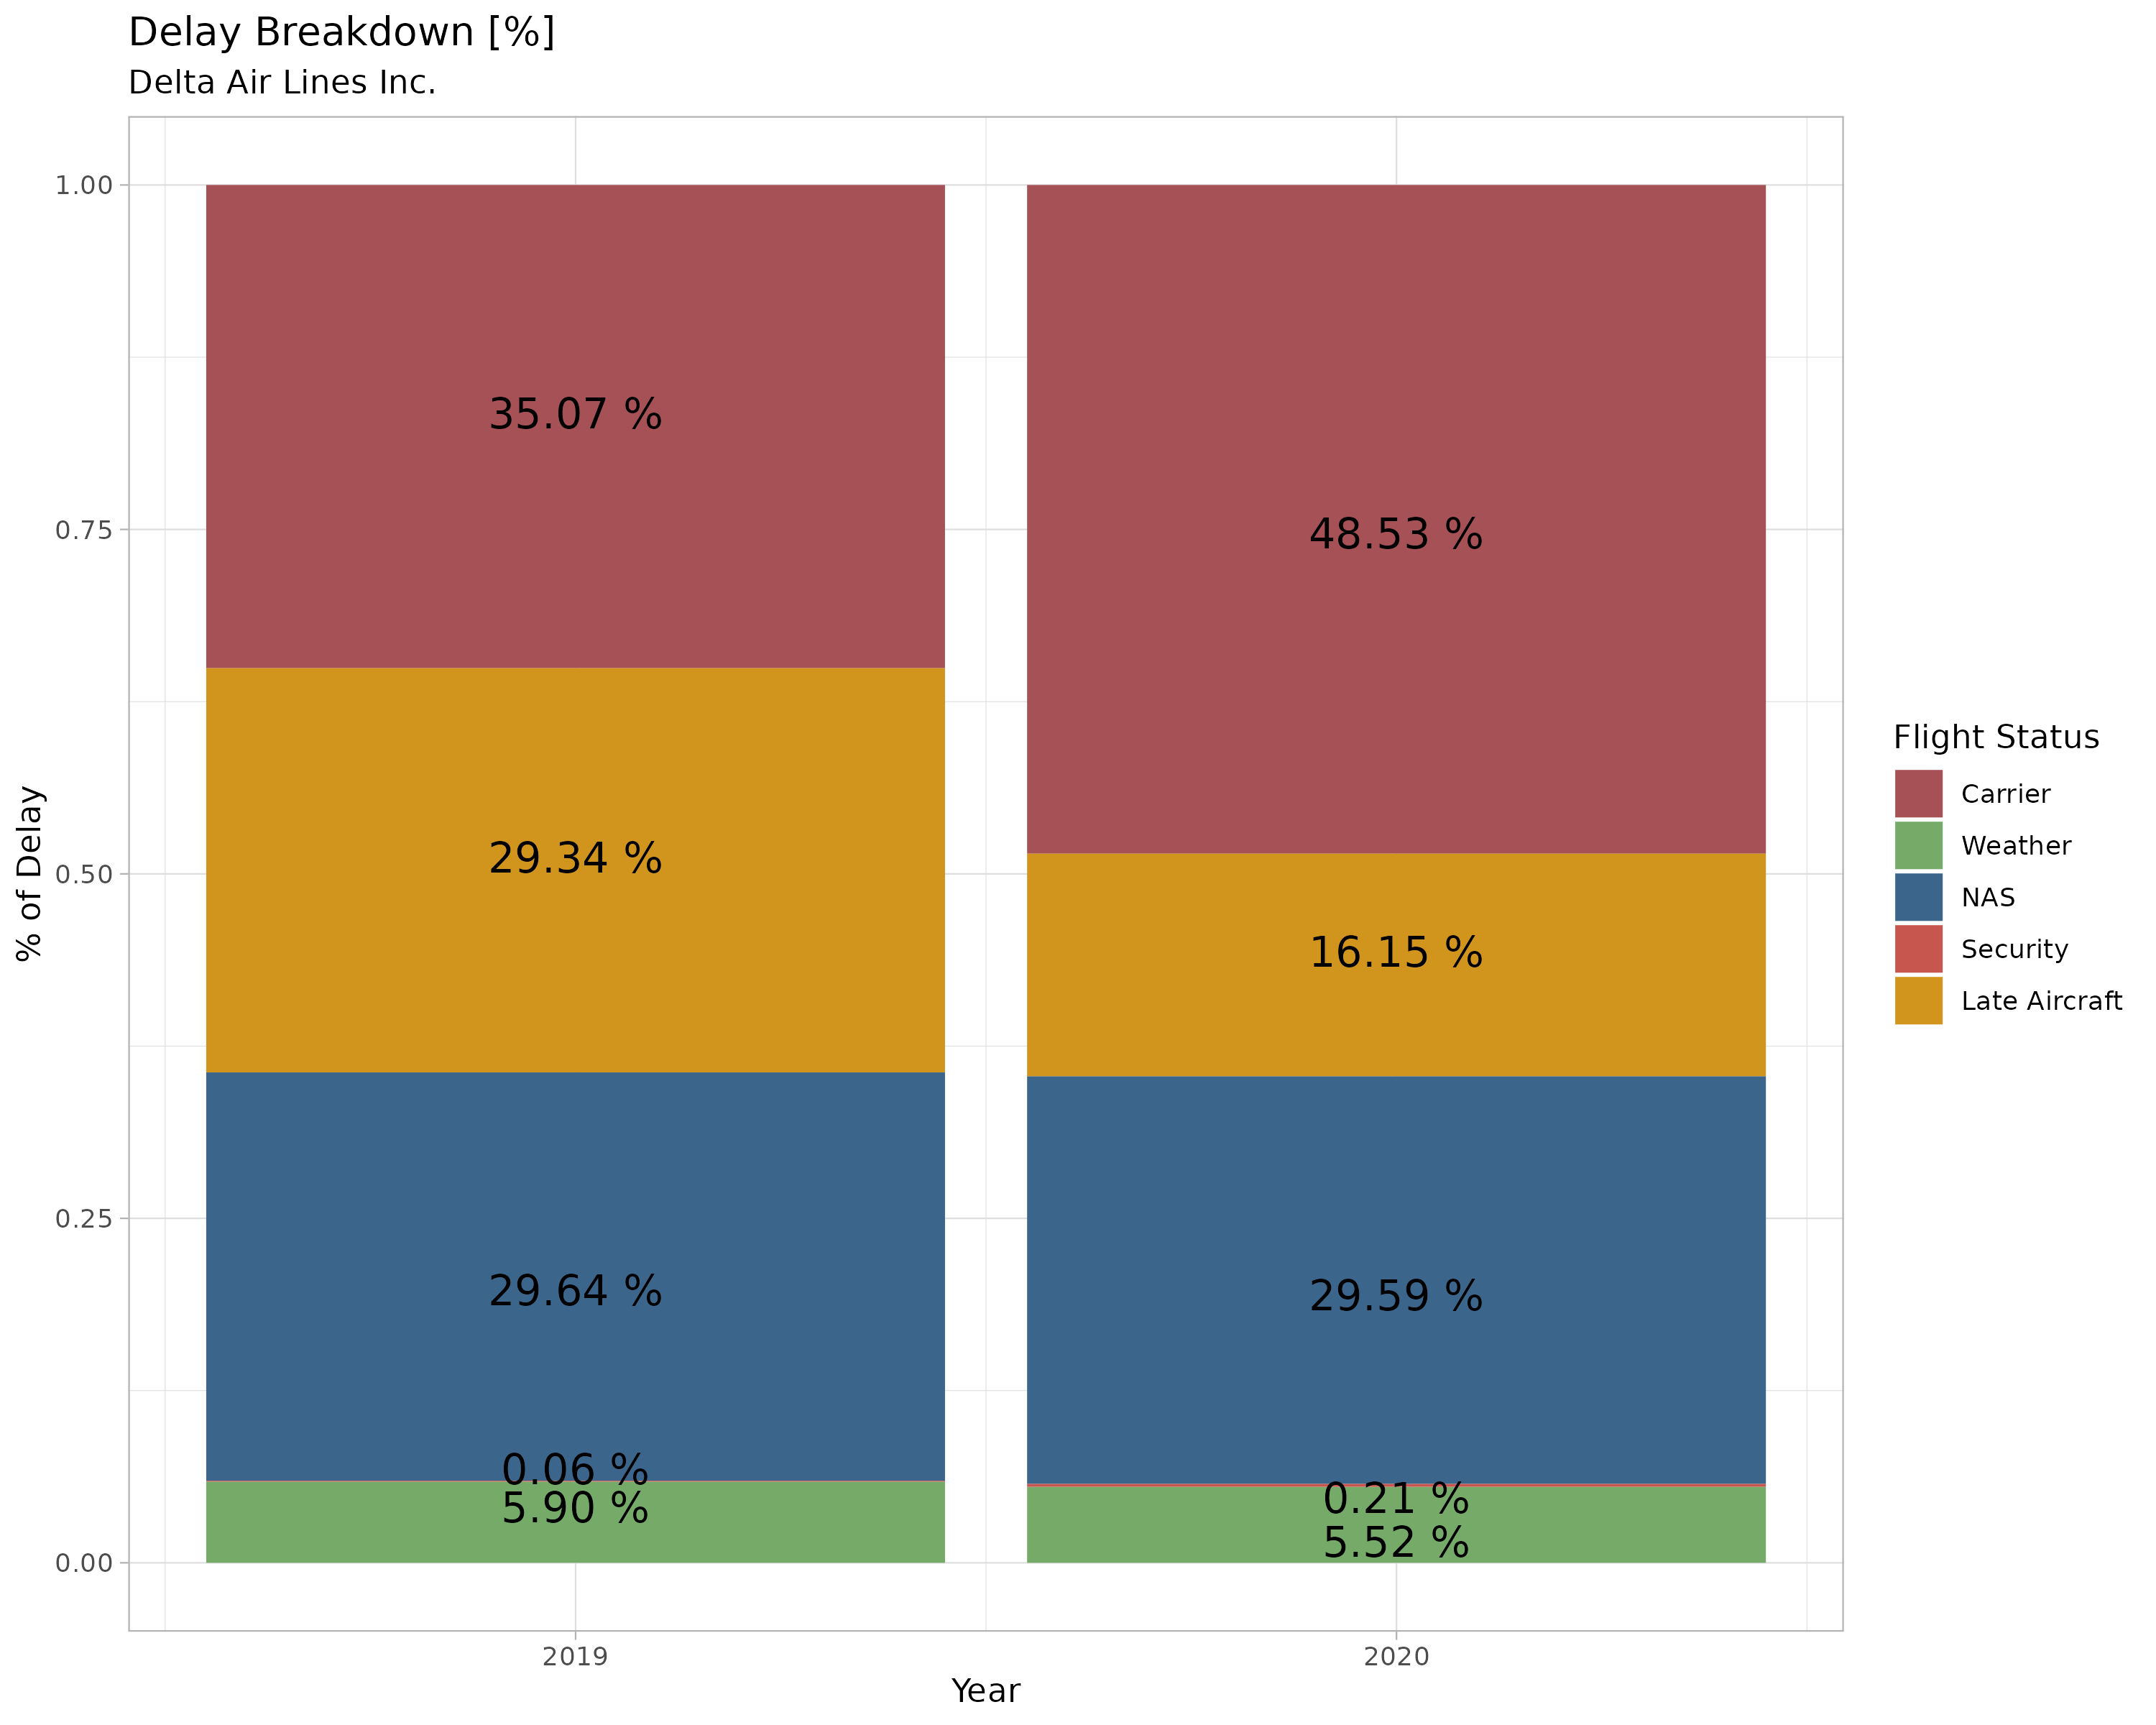 Delay Breakdown [%]
Delta Air Lines Inc.
% of Delay
1.00
0.75
0.50
0.25
0.00
35.07 %
29.34 %
29.64 %
0.06 %
5.90 %
48.53 %
16.15 %
29.59 %
0.21 %
5.52 %
2019
2020
Year
Flight Status
Carrier
Weather
NAS
Security
Late Aircraft